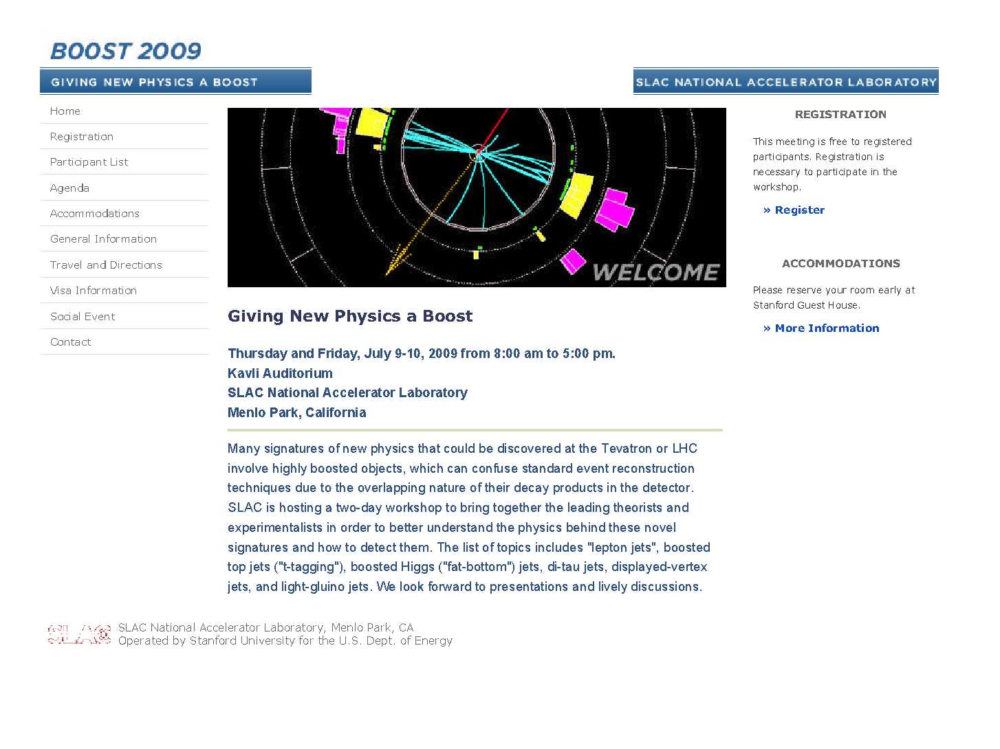 BOOST 2009
GIVING NEW PHYSICS A BOOST
SLAC NATIONAL ACCELERATOR LABORATORY
Home
Registration
Participant List
Agenda
Accommodations
General Information
Travel and Directions
Visa Information
Social Event
Contact
WELCOME
Giving New Physics a Boost
Thursday and Friday, July 9-10, 2009 from 8:00 am to 5:00 pm.
Kavli Auditorium
SLAC National Accelerator Laboratory
Menlo Park, California
Many signatures of new physics that could be discovered at the Tevatron or LHC
involve highly boosted objects, which can confuse standard event reconstruction
techniques due to the overlapping nature of their decay products in the detector.
SLAC is hosting a two-day workshop to bring together the leading theorists and
experimentalists in order to better understand the physics behind these novel
signatures and how to detect them. The list of topics includes "lepton jets", boosted
top jets ("t-tagging"), boosted Higgs ("fat-bottom") jets, di-tau jets, displayed-vertex
jets, and light-gluino jets. We look forward to presentations and lively discussions.
REGISTRATION
This meeting is free to registered
participants. Registration is
necessary to participate in the
workshop.
» Register
ACCOMMODATIONS
Please reserve your room early at
Stanford Guest House.
» More Information
SLAC
SLAC National Accelerator Laboratory, Menlo Park, CA
Operated by Stanford University for the U.S. Dept. of Energy